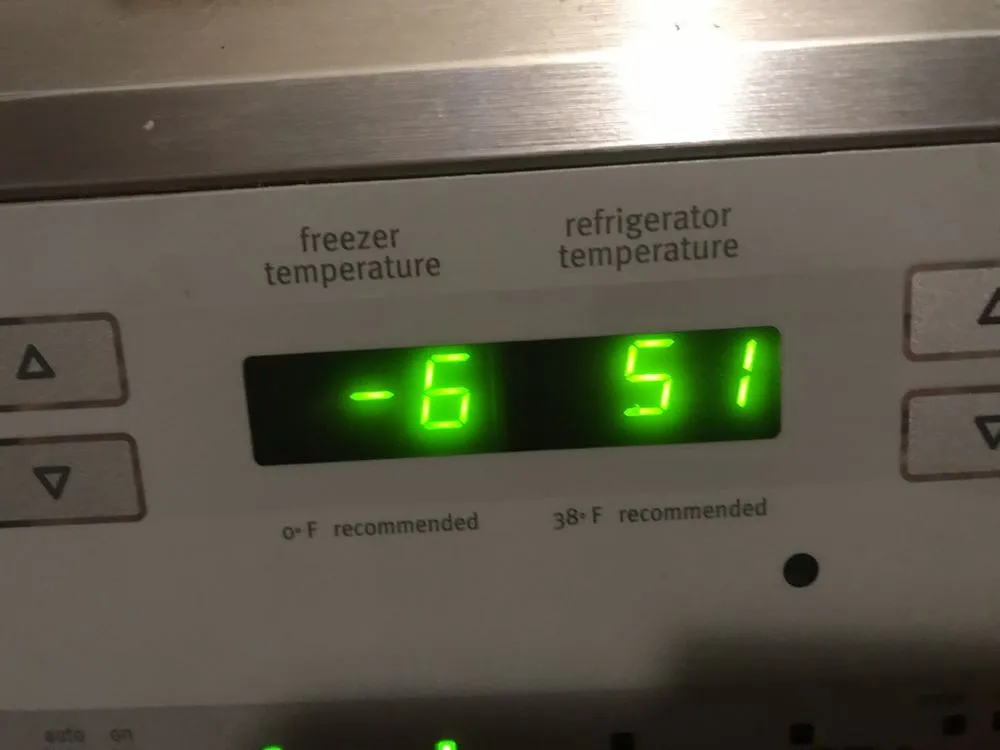 freezer
temperature
refrigerator
temperature
-6 51
0° F recommended
38° F recommended
auto on